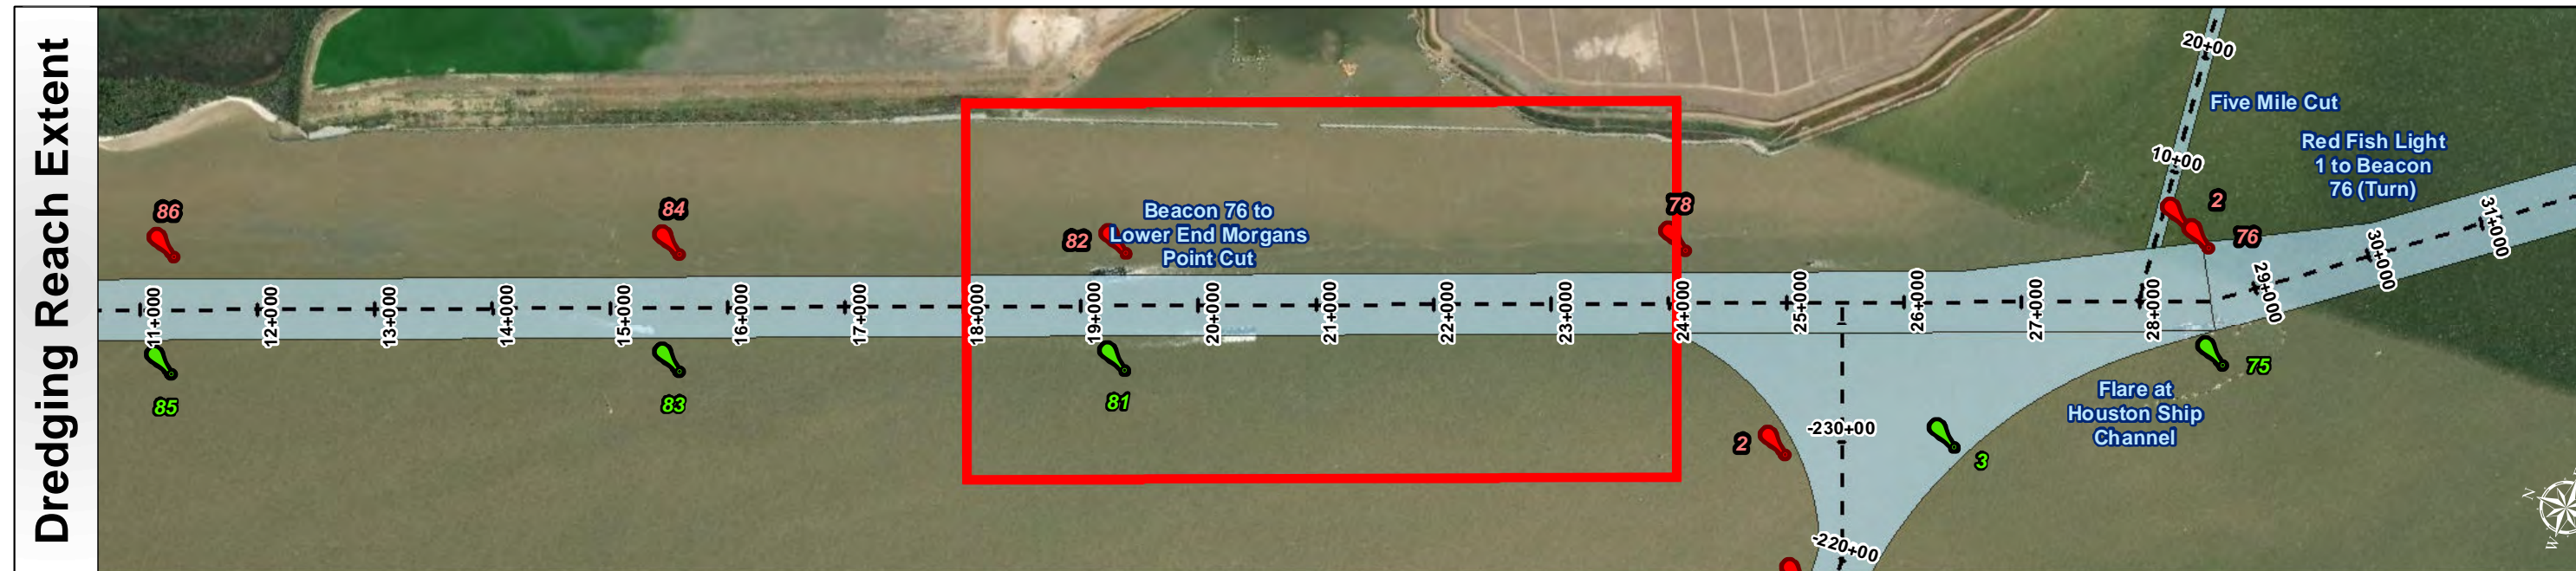 Dredging Reach Extent
20+00
Five Mile Cut
10+00
Red Fish Light
1 to Beacon
76 (Turn)
86
84
82
Beacon 76 to
Lower End Morgans
Point Cut
78
2
76
11+000
12+000
13+000
14+000
15+000
16+000
17+000
18+000
19+000
20+000
21+000
22+000
23+000
24+000
25+000
26+000
27+000
28+000
29+000
30+000
31+000
85
83
81
75
Flare at
Houston Ship
Channel
-230+00
2
3
-220+00
N
W